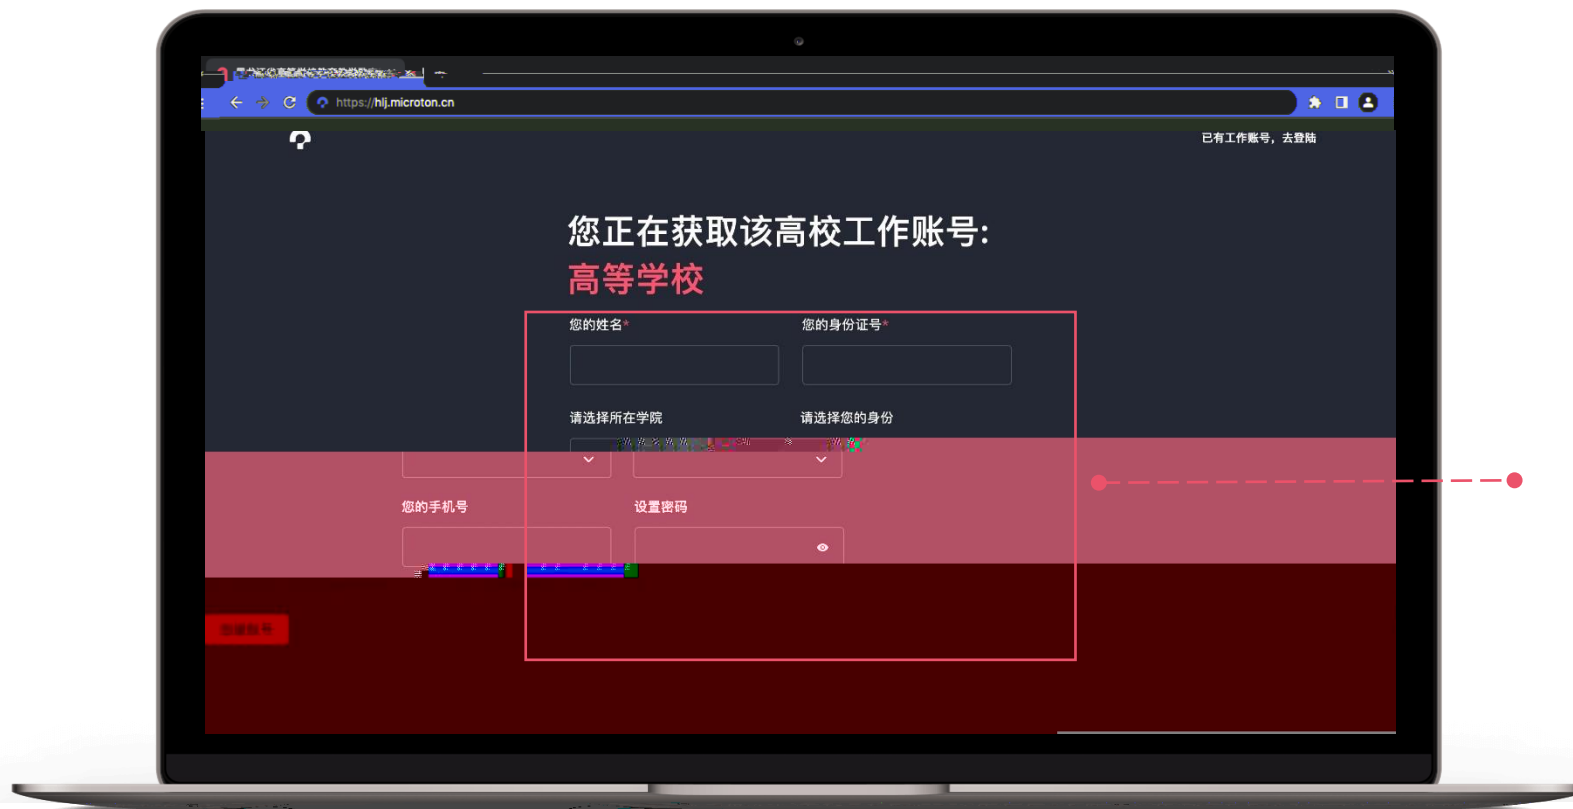 https://hlj.microton.cn
已有工作账号，去登陆
您正在获取该高校工作账号:
高等学校
您的姓名* 您的身份证号*
请选择所在学院 请选择您的身份
您的手机号 设置密码